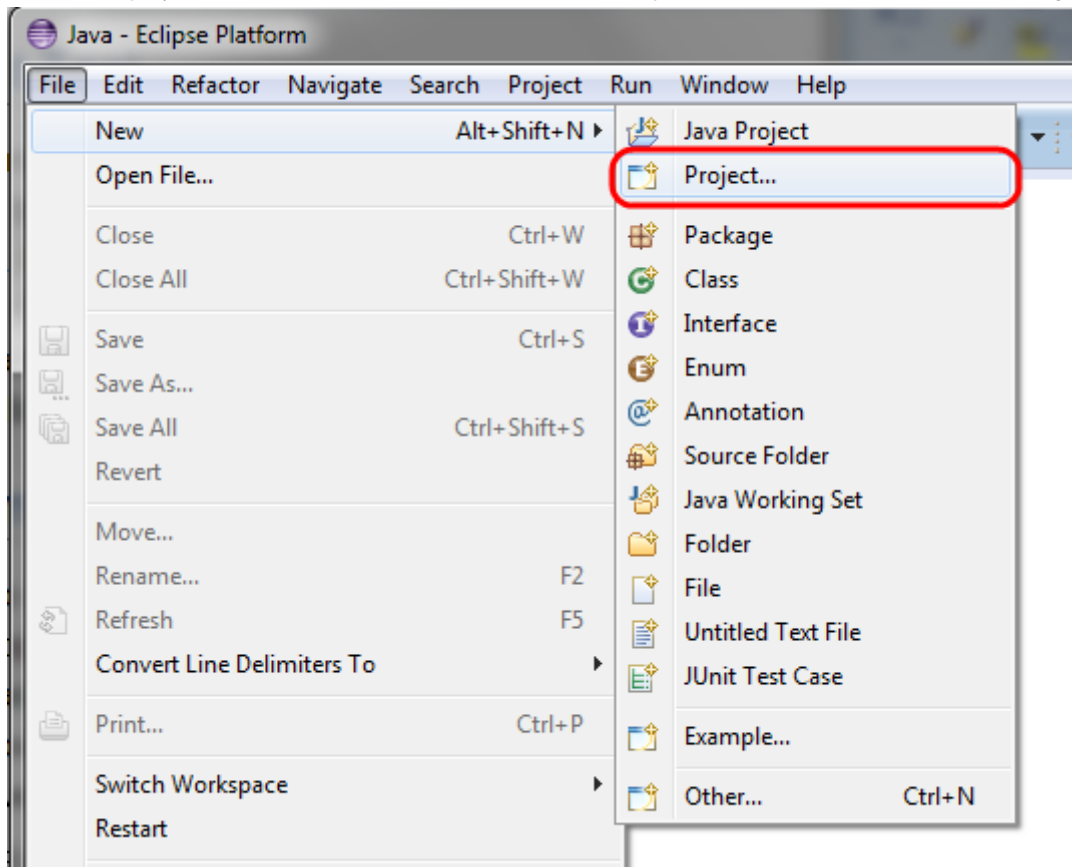 Java - Eclipse Platform
File Edit Refactor Navigate Search Project Run Window Help
New Alt+Shift+N
Open File...
Close Ctrl+W
Close All Ctrl+Shift+W
Save Ctrl+S
Save As...
Save All Ctrl+Shift+S
Revert
Move...
Rename... F2
Refresh F5
Convert Line Delimiters To
Print... Ctrl+P
Switch Workspace
Restart
Java Project
Project...
Package
Class
Interface
Enum
Annotation
Source Folder
Java Working Set
Folder
File
Untitled Text File
JUnit Test Case
Example...
Other... Ctrl+N